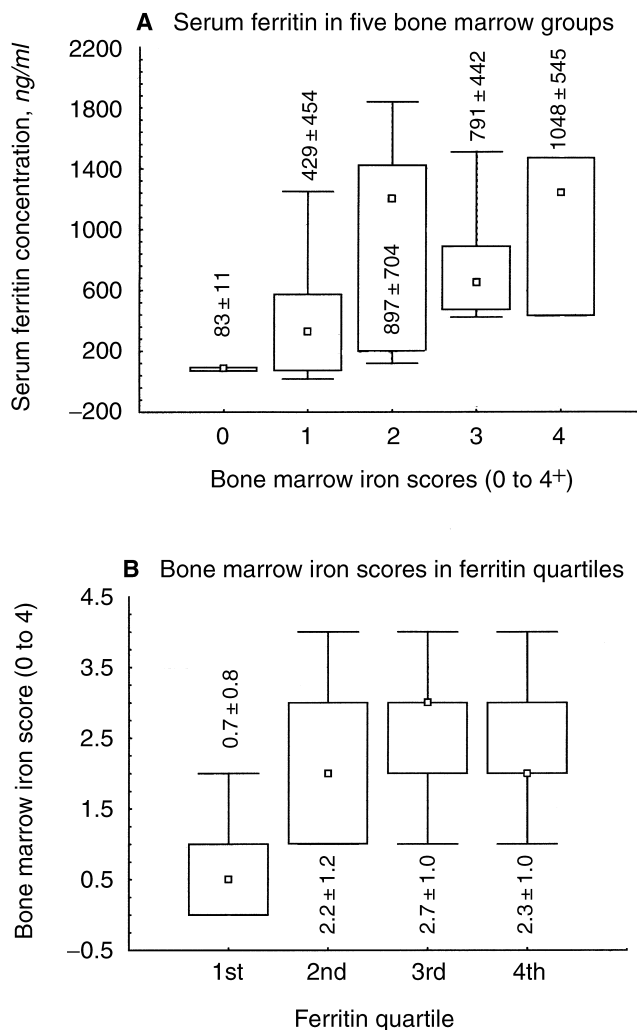 A Serum ferritin in five bone marrow groups
Serum ferritin concentration, ng/ml
2200
1800
1400
1000
600
200
–200
83 ± 11
429 ± 454
897 ± 704
791 ± 442
1048 ± 545
0 1 2 3 4
Bone marrow iron scores (0 to 4+)
B Bone marrow iron scores in ferritin quartiles
Bone marrow iron score (0 to 4)
4.5
3.5
2.5
1.5
0.5
–0.5
0.7 ± 0.8
2.2 ± 1.2
2.7 ± 1.0
2.3 ± 1.0
1st 2nd 3rd 4th
Ferritin quartile